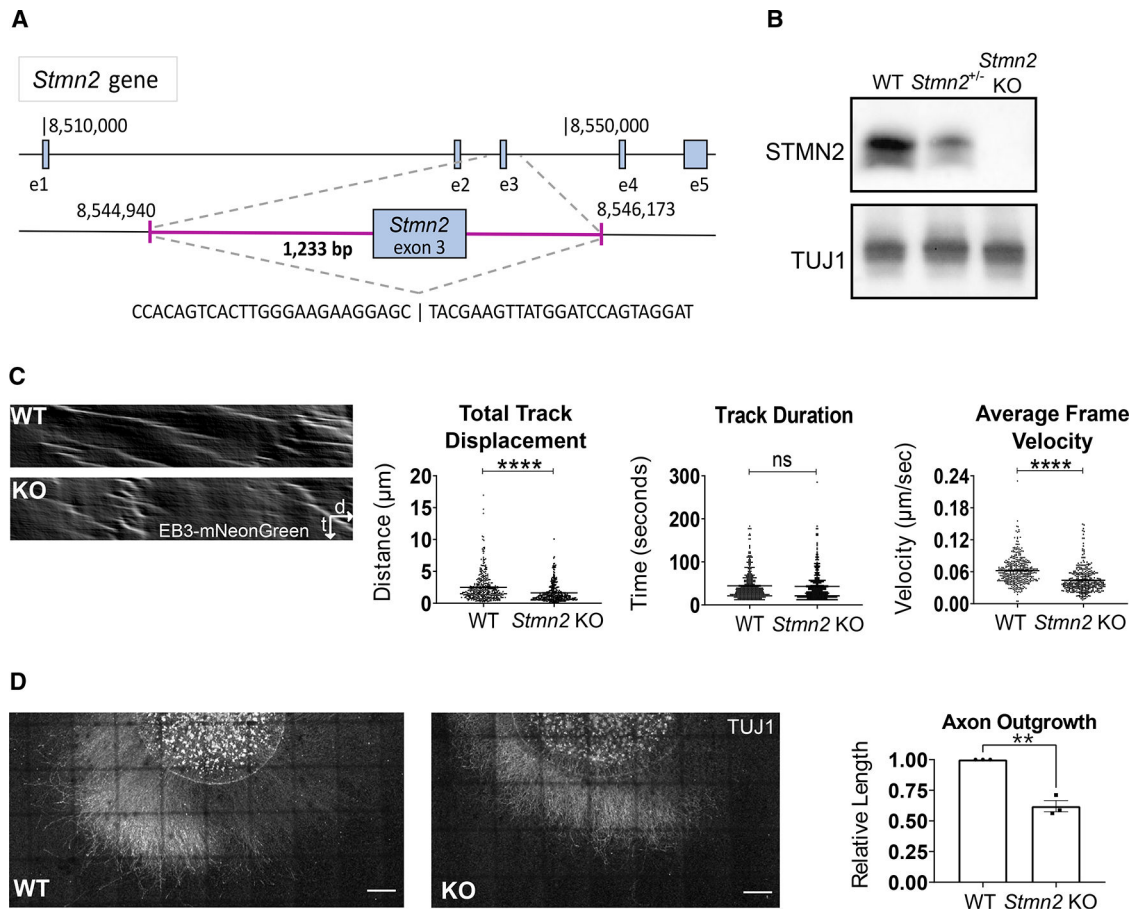 A
Stmn2 gene
|8,510,000
|8,550,000
e1
e2
e3
e4
e5
8,544,940
8,546,173
Stmn2
exon 3
1,233 bp
CCACAGTCACTTGGGAAGAAGGAGC | TACGAAGTTATGGATCCAGTAGGAT
B
WT Stmn2+/- Stmn2
KO
STMN2
TUJ1
C
WT
KO
EB3-mNeonGreen
d
t
Total Track
Displacement
****
Distance (µm)
20
15
10
5
0
WT Stmn2 KO
Track Duration
ns
Time (seconds)
300
200
100
0
WT Stmn2 KO
Average Frame
Velocity
****
Velocity (µm/sec)
0.24
0.18
0.12
0.06
0.00
WT Stmn2 KO
D
WT
TUJ1
KO
Axon Outgrowth
**
Relative Length
1.00
0.75
0.50
0.25
0.00
WT Stmn2 KO